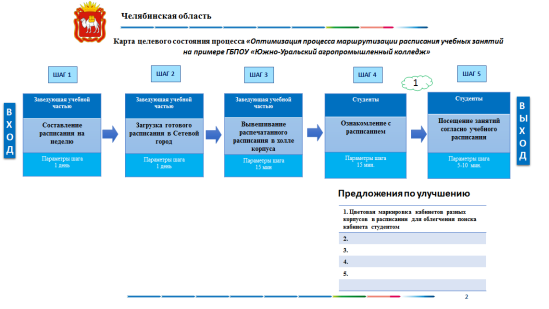 Челябинская область
Карта целевого состояния процесса «Оптимизация процесса маршрутизации расписания учебных занятий
на примере ГБПОУ «Южно-Уральский агропромышленный колледж»
ШАГ 1
ШАГ 2
ШАГ 3
ШАГ 4
ШАГ 5
1
ВХОД
Заведующая учебной
частью
Составление
расписания на
неделю
Параметры шага
1 день
Заведующая учебной
частью
Загрузка готового
расписания в Сетевой
город
Параметры шага
1 день
Заведующая учебной
частью
Вывешивание
распечатанного
расписания в холле
корпуса
Параметры шага
15 мин
Студенты
Ознакомление с
расписанием
Параметры шага
15 мин.
Студенты
Посещение занятий
согласно учебного
расписания
Параметры шага
5-10 мин.
ВЫХОД
Предложения по улучшению
1. Цветовая маркировка кабинетов разных
корпусов в расписании для облегчения поиска
кабинета студентом
2.
3.
4.
5.
2